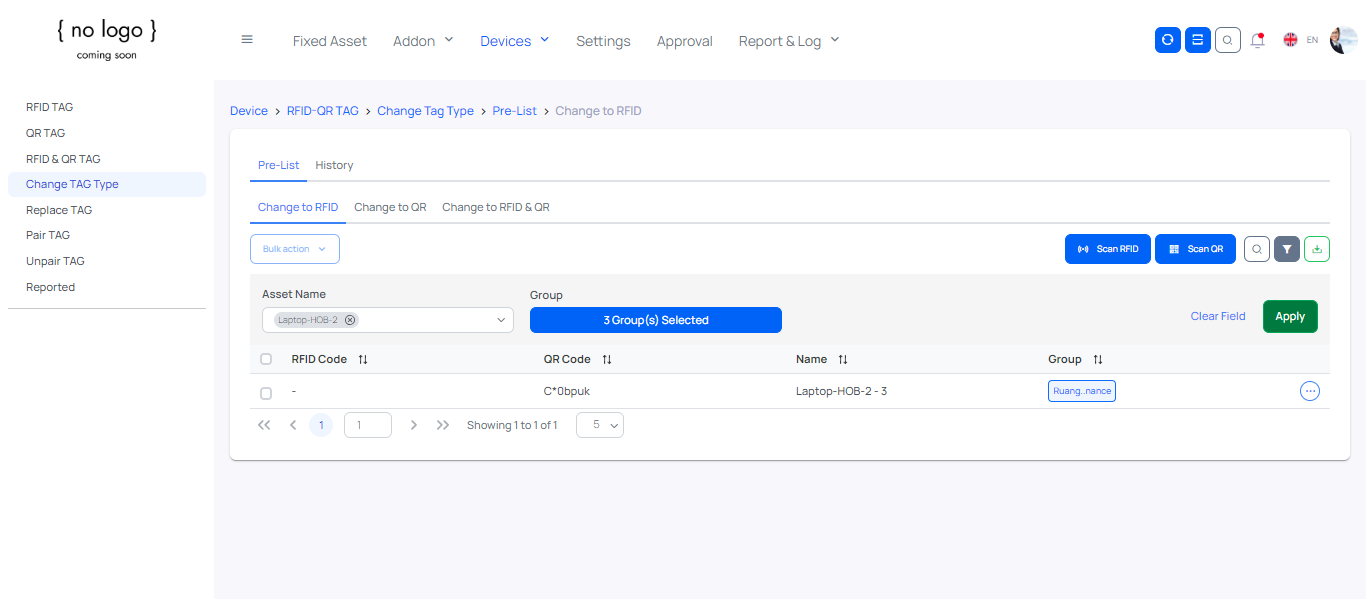 { no logo }
coming soon
Fixed Asset Addon Devices Settings Approval Report & Log EN
RFID TAG
QR TAG
RFID & QR TAG
Change TAG Type
Replace TAG
Pair TAG
Unpair TAG
Reported
Device > RFID-QR TAG > Change Tag Type > Pre-List > Change to RFID
Pre-List History
Change to RFID Change to QR Change to RFID & QR
Bulk action Scan RFID Scan QR
Asset Name Group
Laptop-HOB-2 3 Group(s) Selected Clear Field Apply
RFID Code QR Code Name Group
- C*0bpuk Laptop-HOB-2 - 3 Ruang..nance
1 1 Showing 1 to 1 of 1 5